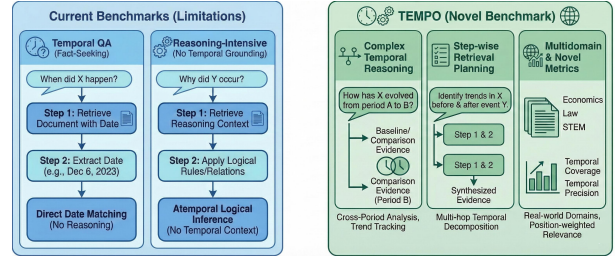 Current Benchmarks (Limitations)
Temporal QA
(Fact-Seeking)
When did X happen?
Step 1: Retrieve
Document with Date
Step 2: Extract Date
(e.g., Dec 6, 2023)
Direct Date Matching
(No Reasoning)
Reasoning-Intensive
(No Temporal Grounding)
Why did Y occur?
Step 1: Retrieve
Reasoning Context
Step 2: Apply Logical
Rules/Relations
Atemporal Logical
Inference
(No Temporal Context)
TEMPO (Novel Benchmark)
Complex
Temporal
Reasoning
How has X evolved
from period A to B?
Baseline/
Comparison
Evidence
Comparison
Evidence
(Period B)
Cross-Period Analysis,
Trend Tracking
Step-wise
Retrieval
Planning
Identify trends in X
before & after event Y
Step 1 & 2
Step 1 & 2
Synthesized
Evidence
Multi-hop Temporal
Decomposition
Multidomain
& Novel
Metrics
Economics
Law
STEM
Temporal
Coverage
Temporal
Precision
Real-world Domains,
Position-weighted
Relevance